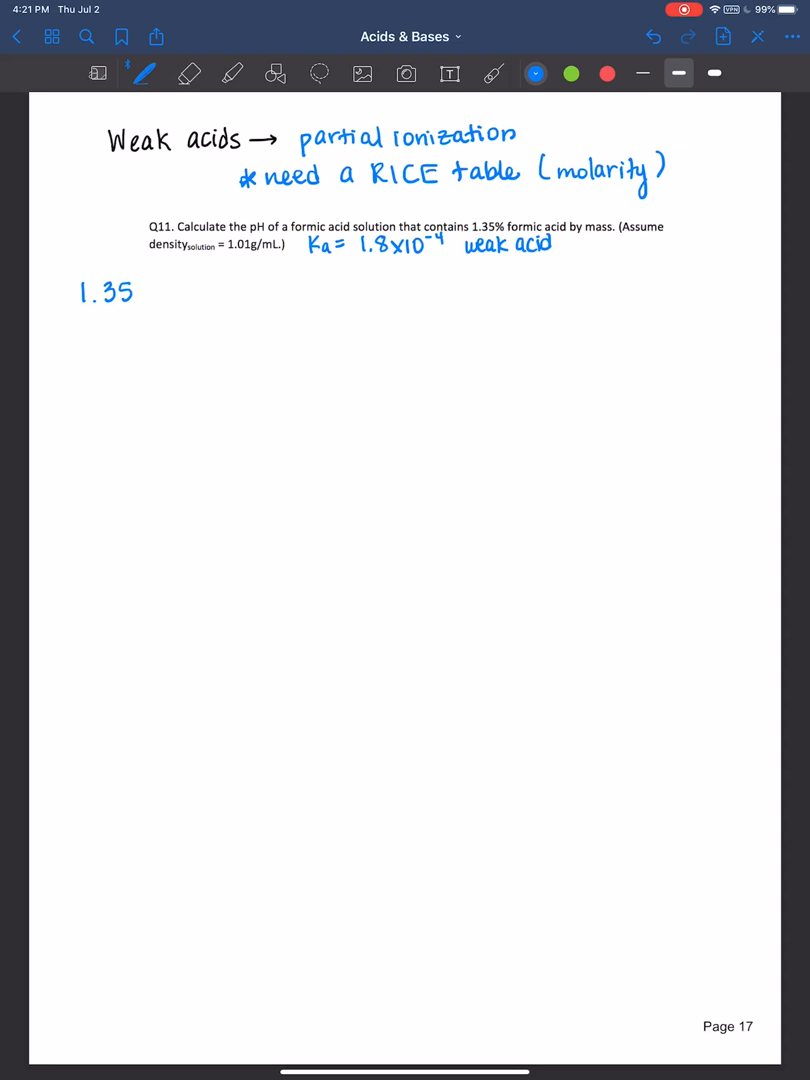 4:21 PM Thu Jul 2
VPN 99%
Acids & Bases
T
Weak acids → partial ionization
* need a RICE table (molarity)
Q11. Calculate the pH of a formic acid solution that contains 1.35% formic acid by mass. (Assume
densitysolution = 1.01g/mL.) Ka = 1.8x10⁻⁴ weak acid
1.35
Page 17